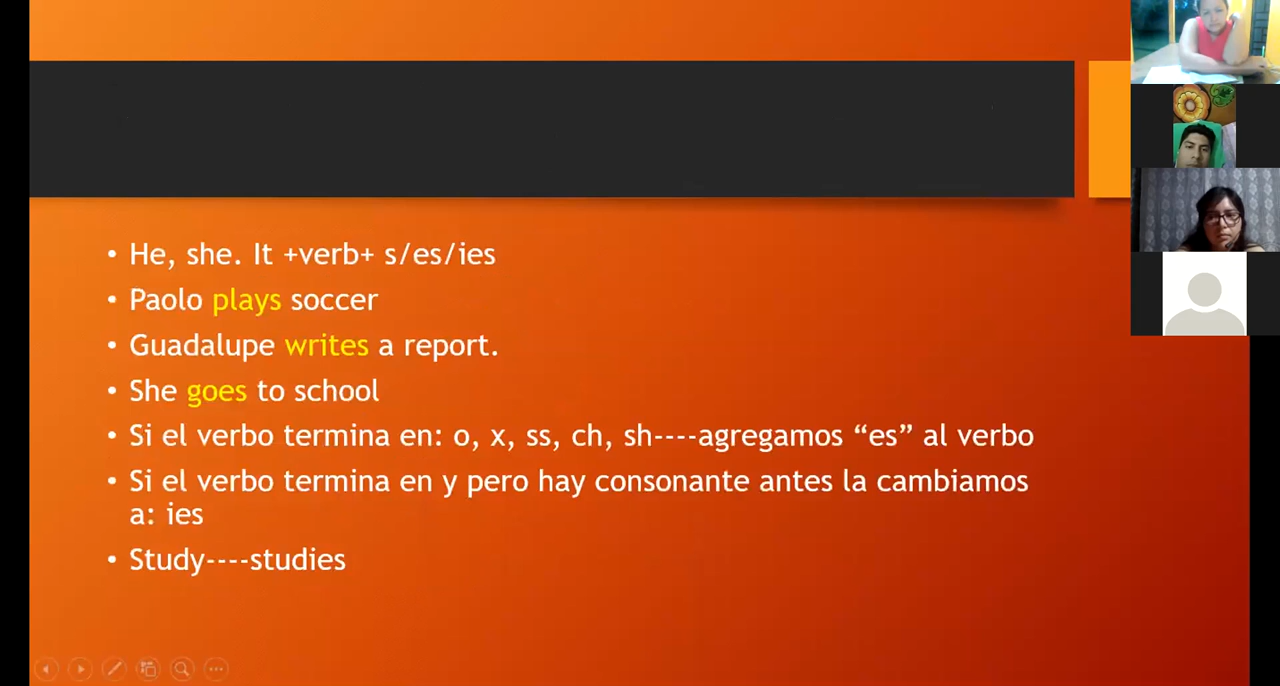 • He, she. It +verb+ s/es/ies
• Paolo plays soccer
• Guadalupe writes a report.
• She goes to school
• Si el verbo termina en: o, x, ss, ch, sh----agregamos “es” al verbo
• Si el verbo termina en y pero hay consonante antes la cambiamos
a: ies
• Study----studies